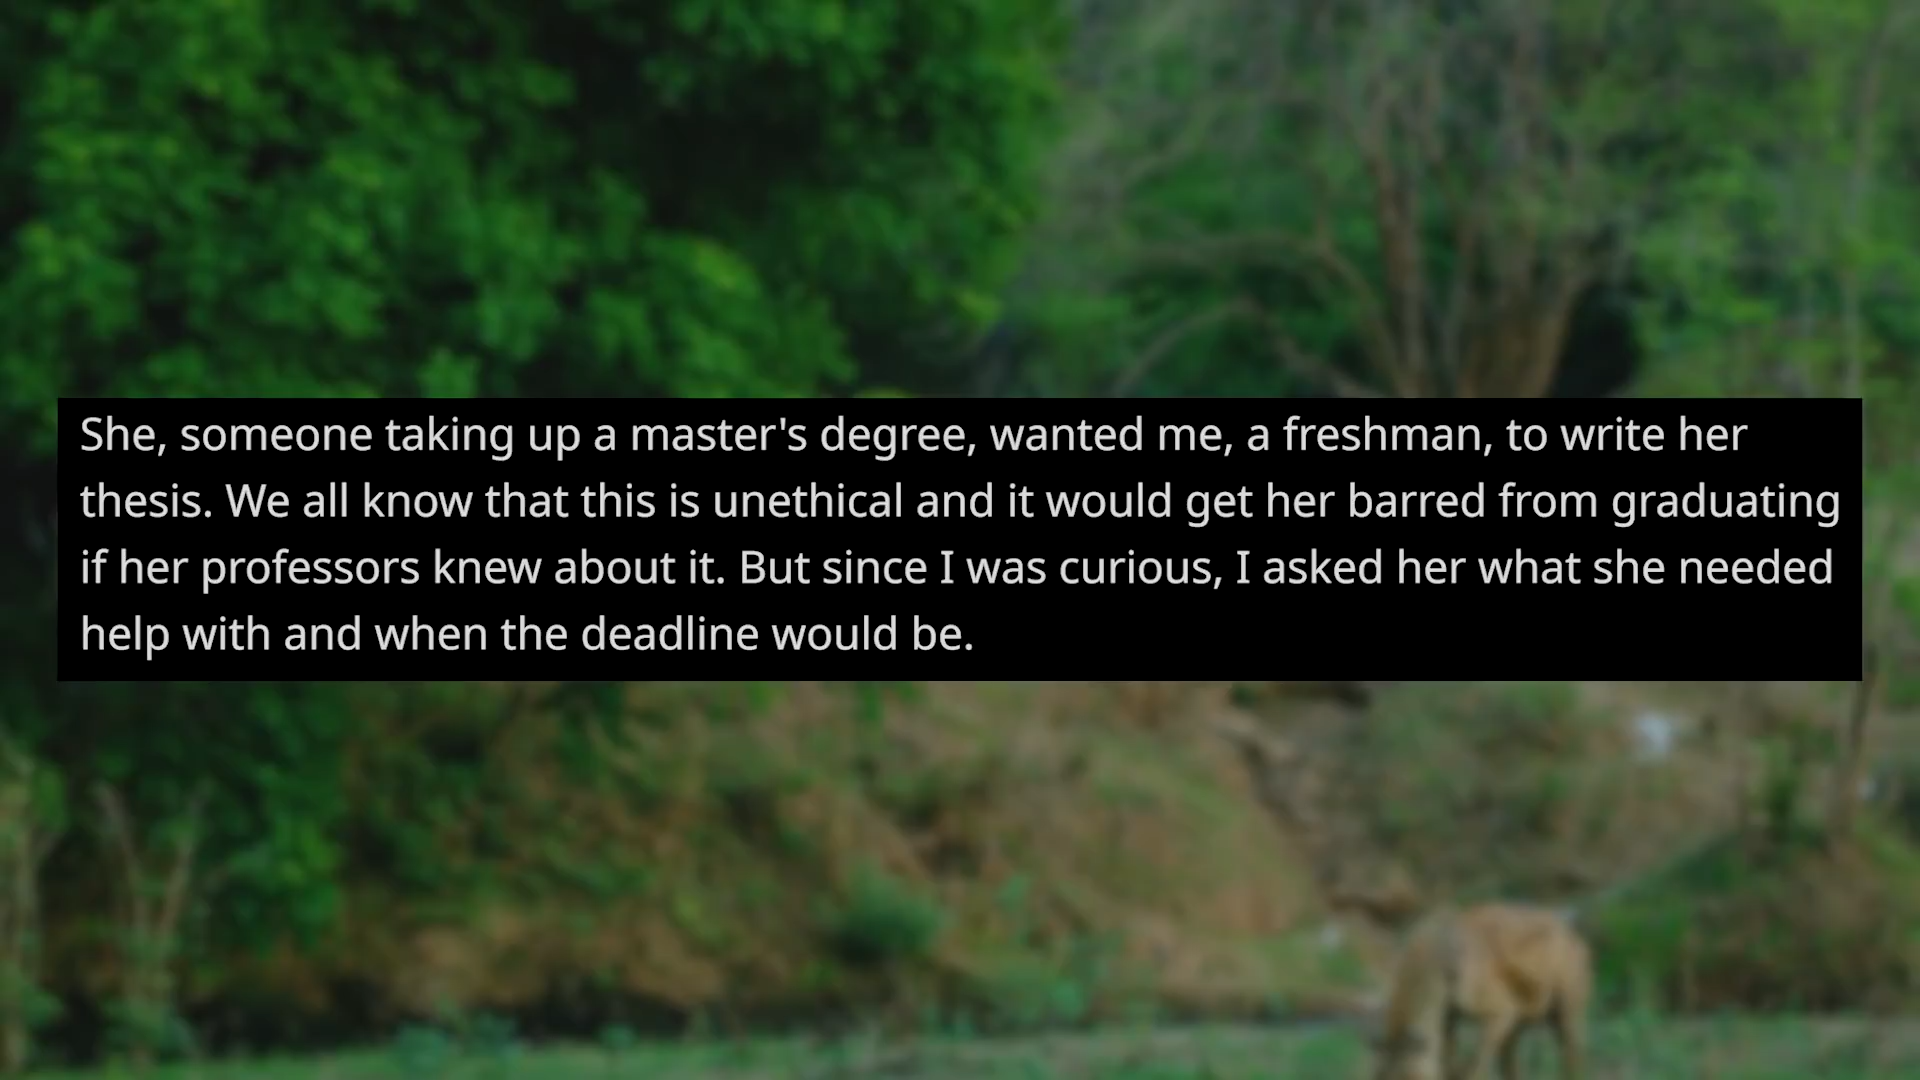 She, someone taking up a master's degree, wanted me, a freshman, to write her
thesis. We all know that this is unethical and it would get her barred from graduating
if her professors knew about it. But since I was curious, I asked her what she needed
help with and when the deadline would be.